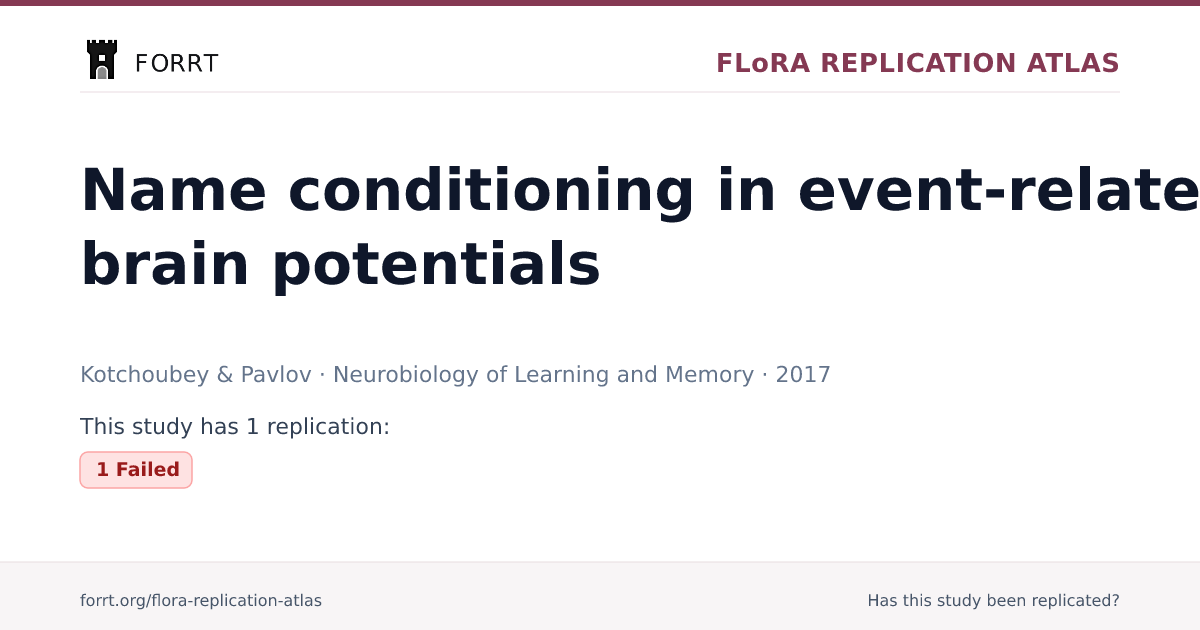 FORRT
FLoRA REPLICATION ATLAS
Name conditioning in event-relate
brain potentials
Kotchoubey & Pavlov · Neurobiology of Learning and Memory · 2017
This study has 1 replication:
1 Failed
forrt.org/flora-replication-atlas
Has this study been replicated?